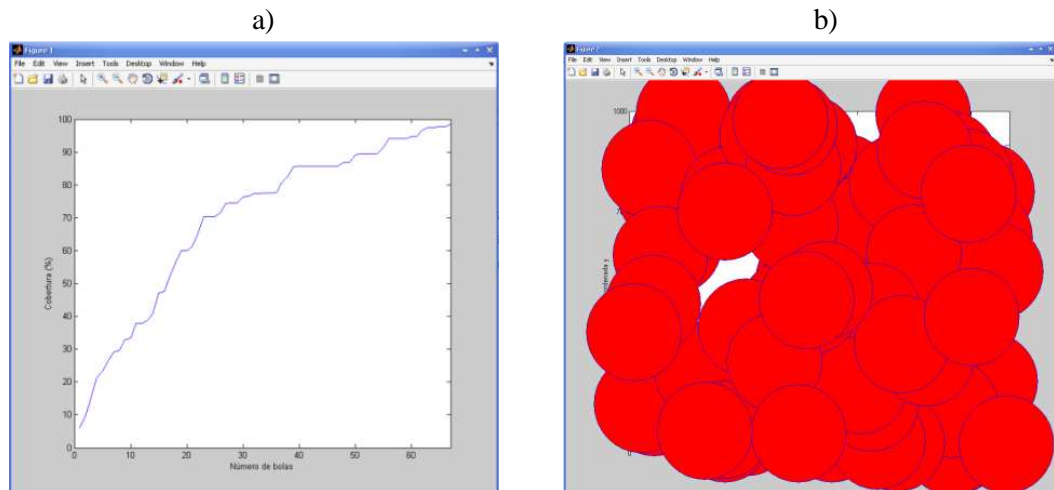 a)
b)
Figure 1
File Edit View Insert Tools Desktop Window Help
100
90
80
70
60
50
40
30
20
10
0
Cobertura (%)
0 10 20 30 40 50 60
Número de bolas
File Edit View Insert Tools Desktop Window Help
1000